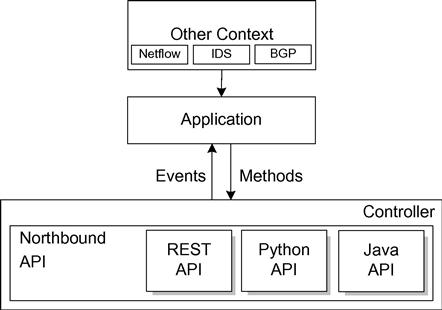 Other Context
Netflow IDS BGP
Application
Events Methods
Controller
Northbound
API
REST
API
Python
API
Java
API